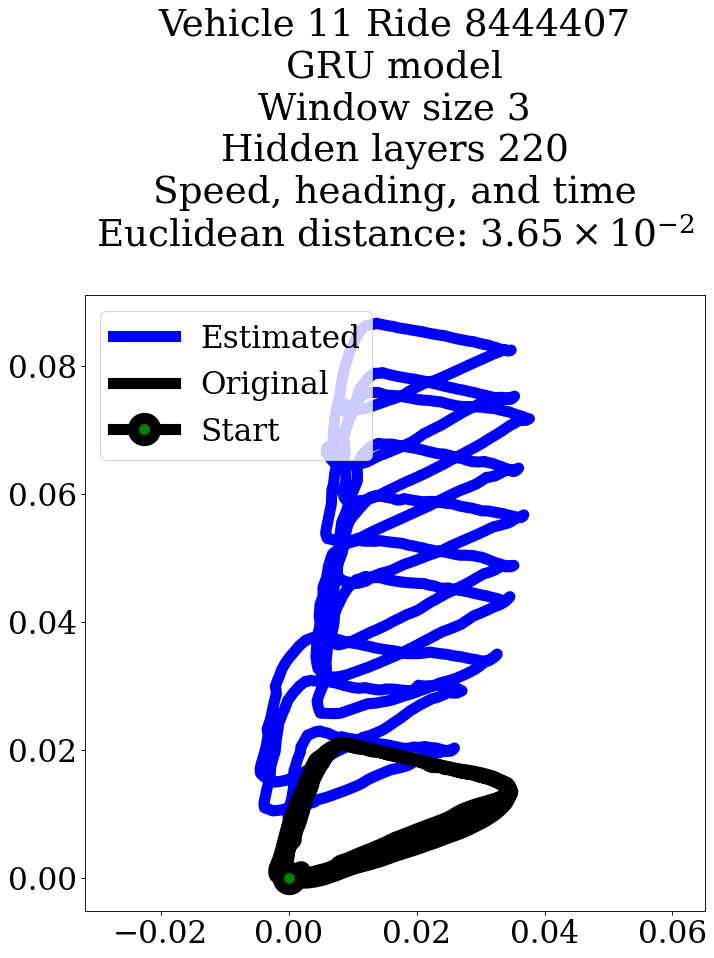 Vehicle 11 Ride 8444407
GRU model
Window size 3
Hidden layers 220
Speed, heading, and time
Euclidean distance: 3.65 × 10⁻²
Estimated
Original
Start
0.08
0.06
0.04
0.02
0.00
−0.02 0.00 0.02 0.04 0.06